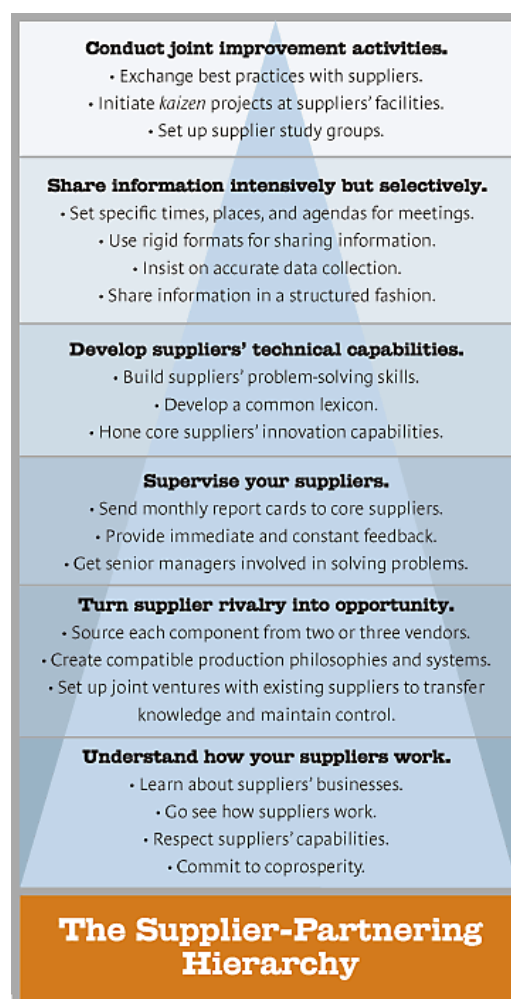 Conduct joint improvement activities.
• Exchange best practices with suppliers.
• Initiate kaizen projects at suppliers' facilities.
• Set up supplier study groups.
Share information intensively but selectively.
• Set specific times, places, and agendas for meetings.
• Use rigid formats for sharing information.
• Insist on accurate data collection.
• Share information in a structured fashion.
Develop suppliers' technical capabilities.
• Build suppliers' problem-solving skills.
• Develop a common lexicon.
• Hone core suppliers' innovation capabilities.
Supervise your suppliers.
• Send monthly report cards to core suppliers.
• Provide immediate and constant feedback.
• Get senior managers involved in solving problems.
Turn supplier rivalry into opportunity.
• Source each component from two or three vendors.
• Create compatible production philosophies and systems.
• Set up joint ventures with existing suppliers to transfer
knowledge and maintain control.
Understand how your suppliers work.
• Learn about suppliers' businesses.
• Go see how suppliers work.
• Respect suppliers' capabilities.
• Commit to coprosperity.
The Supplier-Partnering
Hierarchy